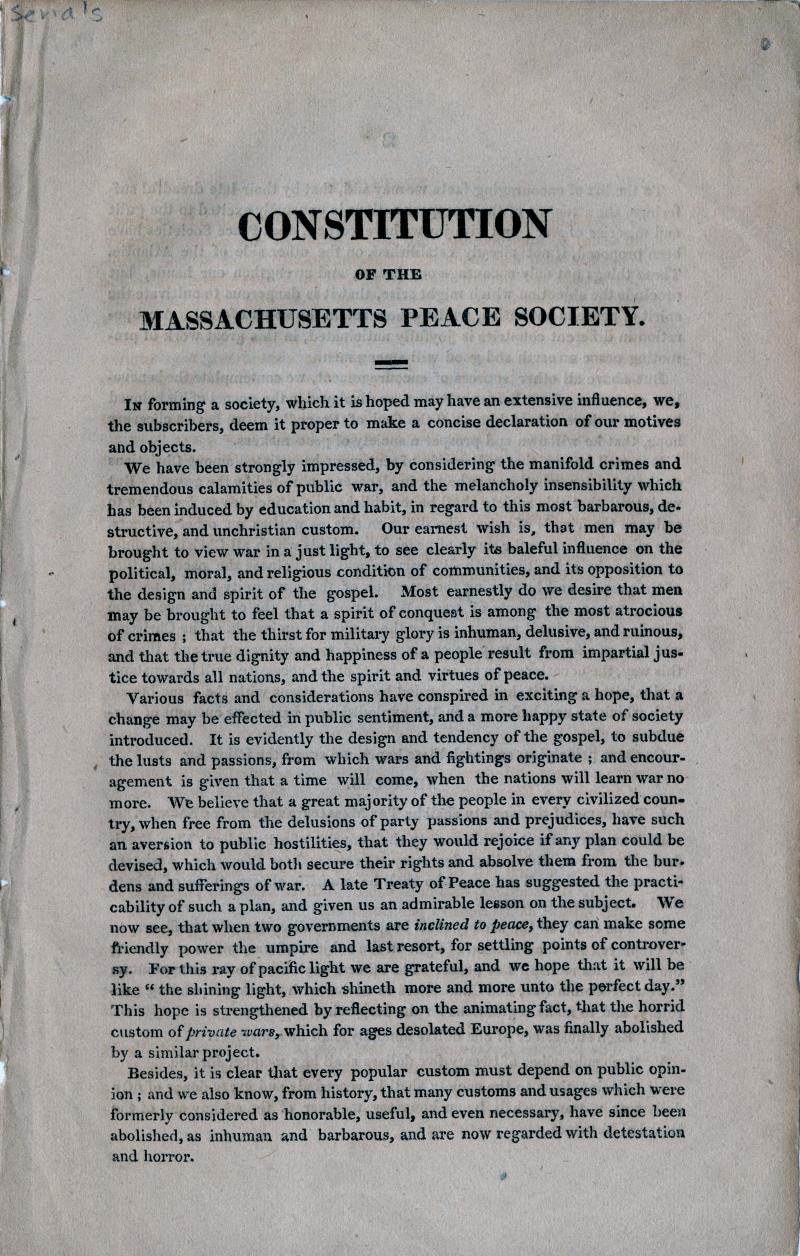 Serials
CONSTITUTION
OF THE
MASSACHUSETTS PEACE SOCIETY.
IN forming a society, which it is hoped may have an extensive influence, we,
the subscribers, deem it proper to make a concise declaration of our motives
and objects.
We have been strongly impressed, by considering the manifold crimes and
tremendous calamities of public war, and the melancholy insensibility which
has been induced by education and habit, in regard to this most barbarous, de-
structive, and unchristian custom. Our earnest wish is, that men may be
brought to view war in a just light, to see clearly its baleful influence on the
political, moral, and religious condition of communities, and its opposition to
the design and spirit of the gospel. Most earnestly do we desire that men
may be brought to feel that a spirit of conquest is among the most atrocious
of crimes ; that the thirst for military glory is inhuman, delusive, and ruinous,
and that the true dignity and happiness of a people result from impartial jus-
tice towards all nations, and the spirit and virtues of peace.
Various facts and considerations have conspired in exciting a hope, that a
change may be effected in public sentiment, and a more happy state of society
introduced. It is evidently the design and tendency of the gospel, to subdue
the lusts and passions, from which wars and fightings originate ; and encour-
agement is given that a time will come, when the nations will learn war no
more. We believe that a great majority of the people in every civilized coun-
try, when free from the delusions of party passions and prejudices, have such
an aversion to public hostilities, that they would rejoice if any plan could be
devised, which would both secure their rights and absolve them from the bur-
dens and sufferings of war. A late Treaty of Peace has suggested the practi-
cability of such a plan, and given us an admirable lesson on the subject. We
now see, that when two governments are inclined to peace, they can make some
friendly power the umpire and last resort, for settling points of controver-
sy. For this ray of pacific light we are grateful, and we hope that it will be
like “ the shining light, which shineth more and more unto the perfect day.”
This hope is strengthened by reflecting on the animating fact, that the horrid
custom of private wars, which for ages desolated Europe, was finally abolished
by a similar project.
Besides, it is clear that every popular custom must depend on public opin-
ion ; and we also know, from history, that many customs and usages which were
formerly considered as honorable, useful, and even necessary, have since been
abolished, as inhuman and barbarous, and are now regarded with detestation
and horror.